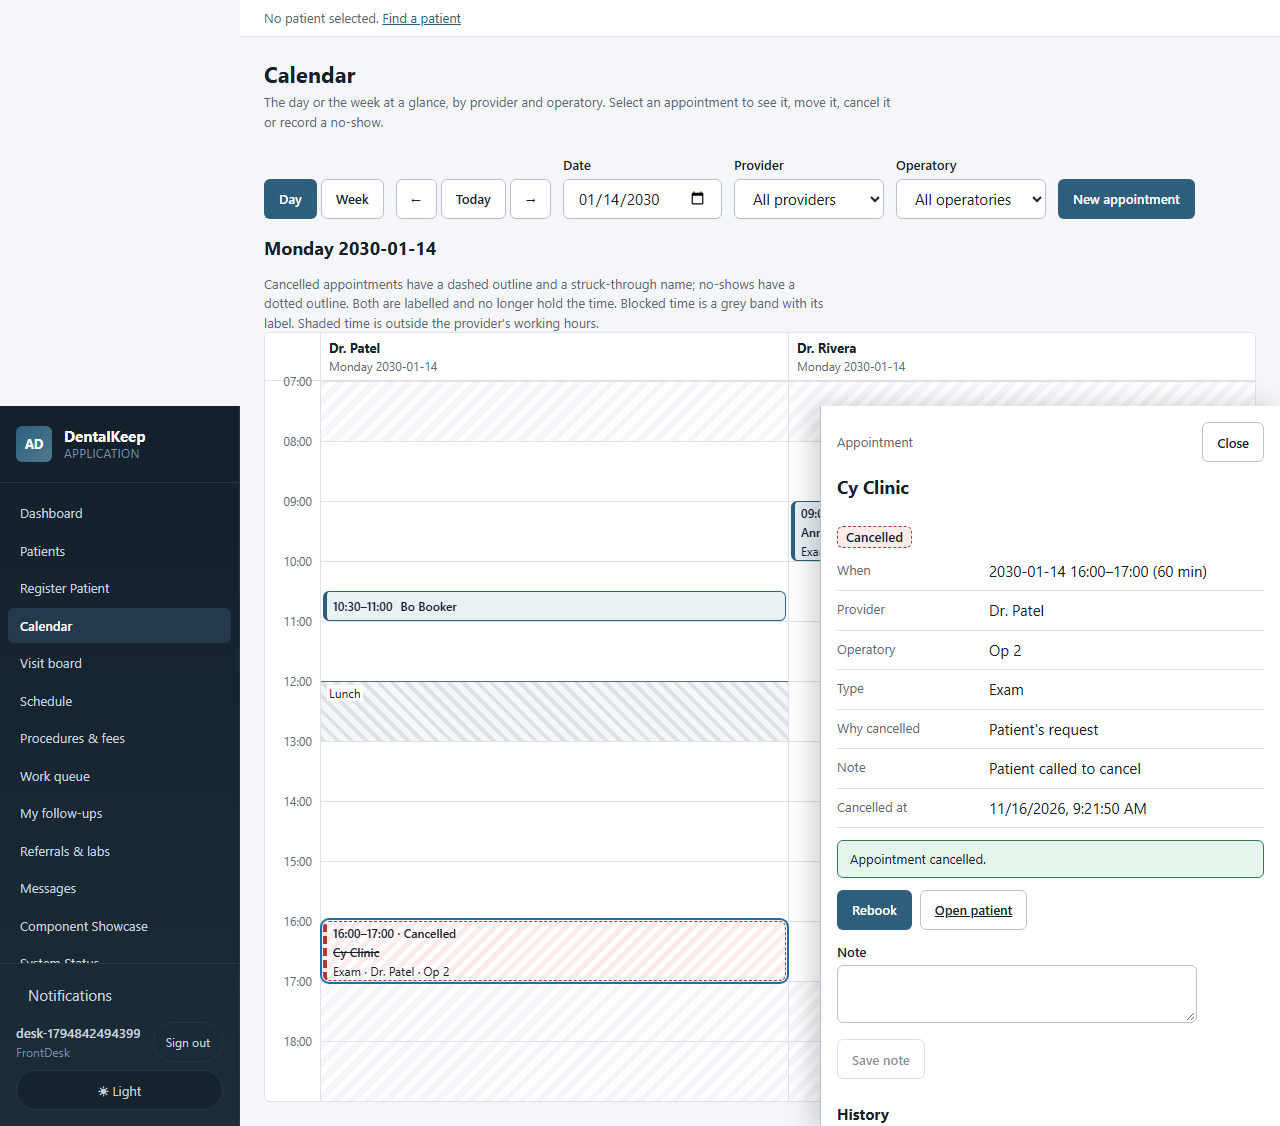 No patient selected. Find a patient
Calendar
The day or the week at a glance, by provider and operatory. Select an appointment to see it, move it, cancel it
or record a no-show.
Date
Provider
Operatory
Day
Week
←
Today
→
01/14/2030
All providers
All operatories
New appointment
Monday 2030-01-14
Cancelled appointments have a dashed outline and a struck-through name; no-shows have a
dotted outline. Both are labelled and no longer hold the time. Blocked time is a grey band with its
label. Shaded time is outside the provider's working hours.
Dr. Patel
Monday 2030-01-14
Dr. Rivera
Monday 2030-01-14
07:00
08:00
09:00
10:00
11:00
12:00
13:00
14:00
15:00
16:00
17:00
18:00
10:30–11:00 Bo Booker
Lunch
16:00–17:00 · Cancelled
Cy Clinic
Exam · Dr. Patel · Op 2
AD
DentalKeep
APPLICATION
Dashboard
Patients
Register Patient
Calendar
Visit board
Schedule
Procedures & fees
Work queue
My follow-ups
Referrals & labs
Messages
Component Showcase
System Status
Notifications
desk-1794842494399
FrontDesk
Sign out
☀ Light
Appointment
Close
Cy Clinic
Cancelled
When 2030-01-14 16:00–17:00 (60 min)
Provider Dr. Patel
Operatory Op 2
Type Exam
Why cancelled Patient's request
Note Patient called to cancel
Cancelled at 11/16/2026, 9:21:50 AM
Appointment cancelled.
Rebook
Open patient
Note
Save note
History